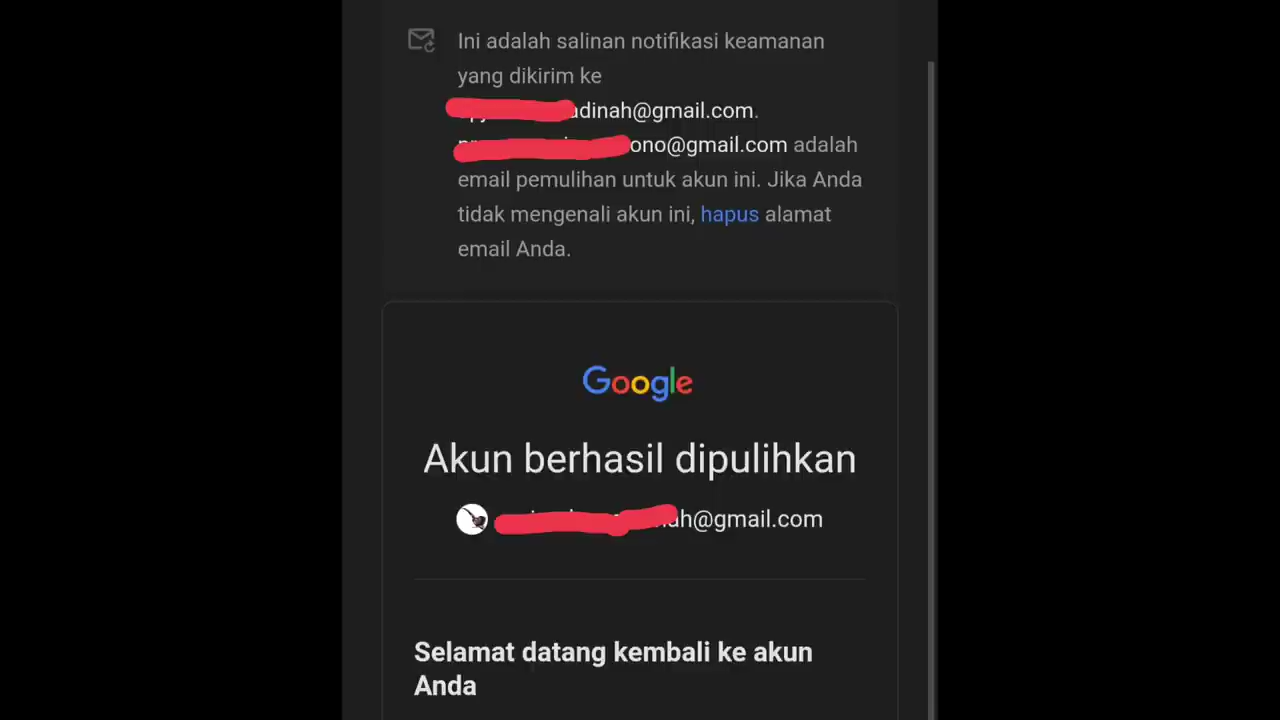 Ini adalah salinan notifikasi keamanan
yang dikirim ke
adinah@gmail.com.
ono@gmail.com adalah
email pemulihan untuk akun ini. Jika Anda
tidak mengenali akun ini, hapus alamat
email Anda.
Google
Akun berhasil dipulihkan
ah@gmail.com
Selamat datang kembali ke akun
Anda